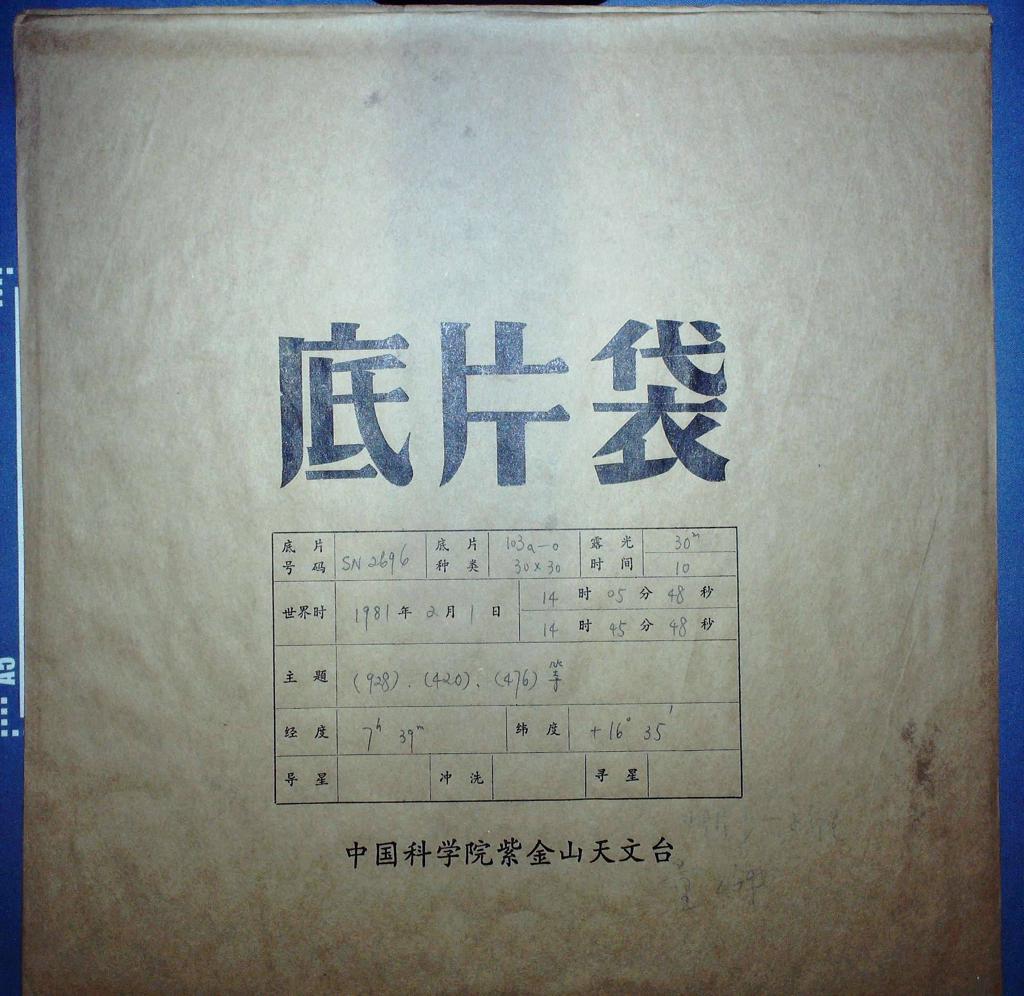 底片袋
底片号码 SN2696 底片种类 103a-0 30×30 露光时间 30ᵐ 10
世界时 1981年2月1日 14时05分48秒
14时45分48秒
主题 (928).(420).(476)等
经度 7ʰ 39ᵐ 纬度 +16° 35′
导星 冲洗 寻星
中国科学院紫金山天文台
A5